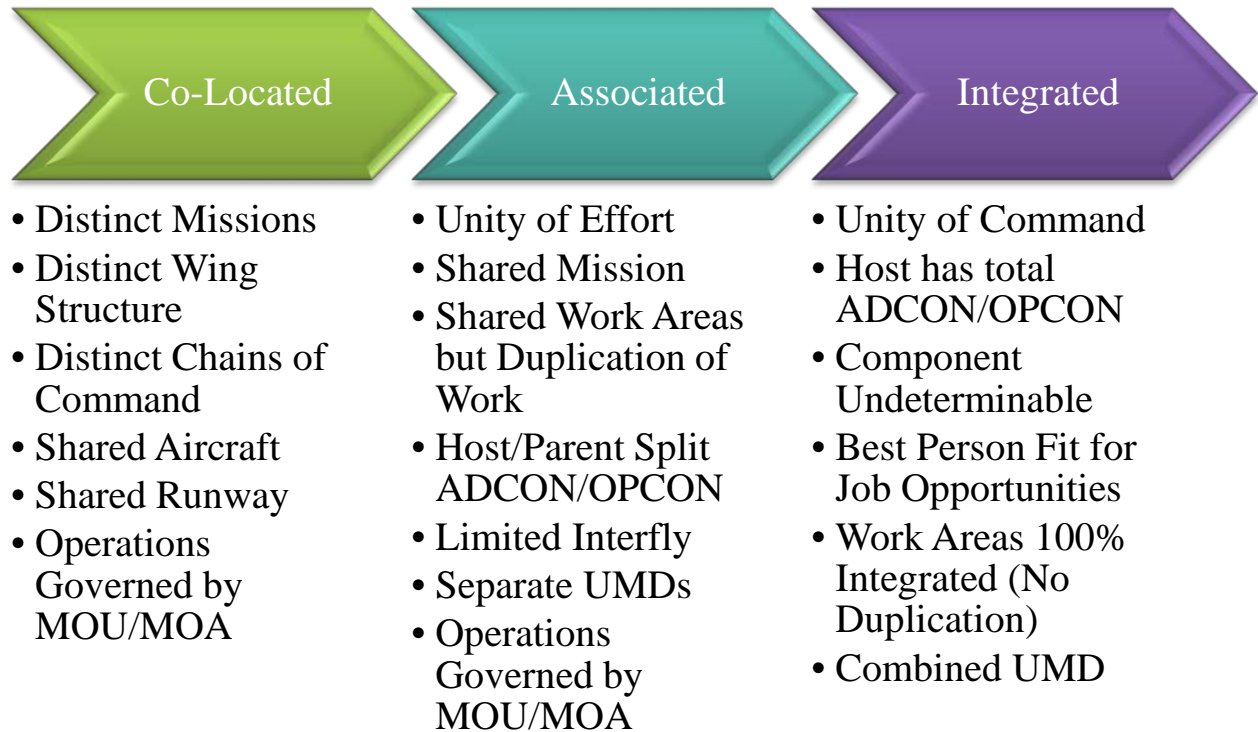 Co-Located
• Distinct Missions
• Distinct Wing
Structure
• Distinct Chains of
Command
• Shared Aircraft
• Shared Runway
• Operations
Governed by
MOU/MOA
Associated
• Unity of Effort
• Shared Mission
• Shared Work Areas
but Duplication of
Work
• Host/Parent Split
ADCON/OPCON
• Limited Interfly
• Separate UMDs
• Operations
Governed by
MOU/MOA
Integrated
• Unity of Command
• Host has total
ADCON/OPCON
• Component
Undeterminable
• Best Person Fit for
Job Opportunities
• Work Areas 100%
Integrated (No
Duplication)
• Combined UMD